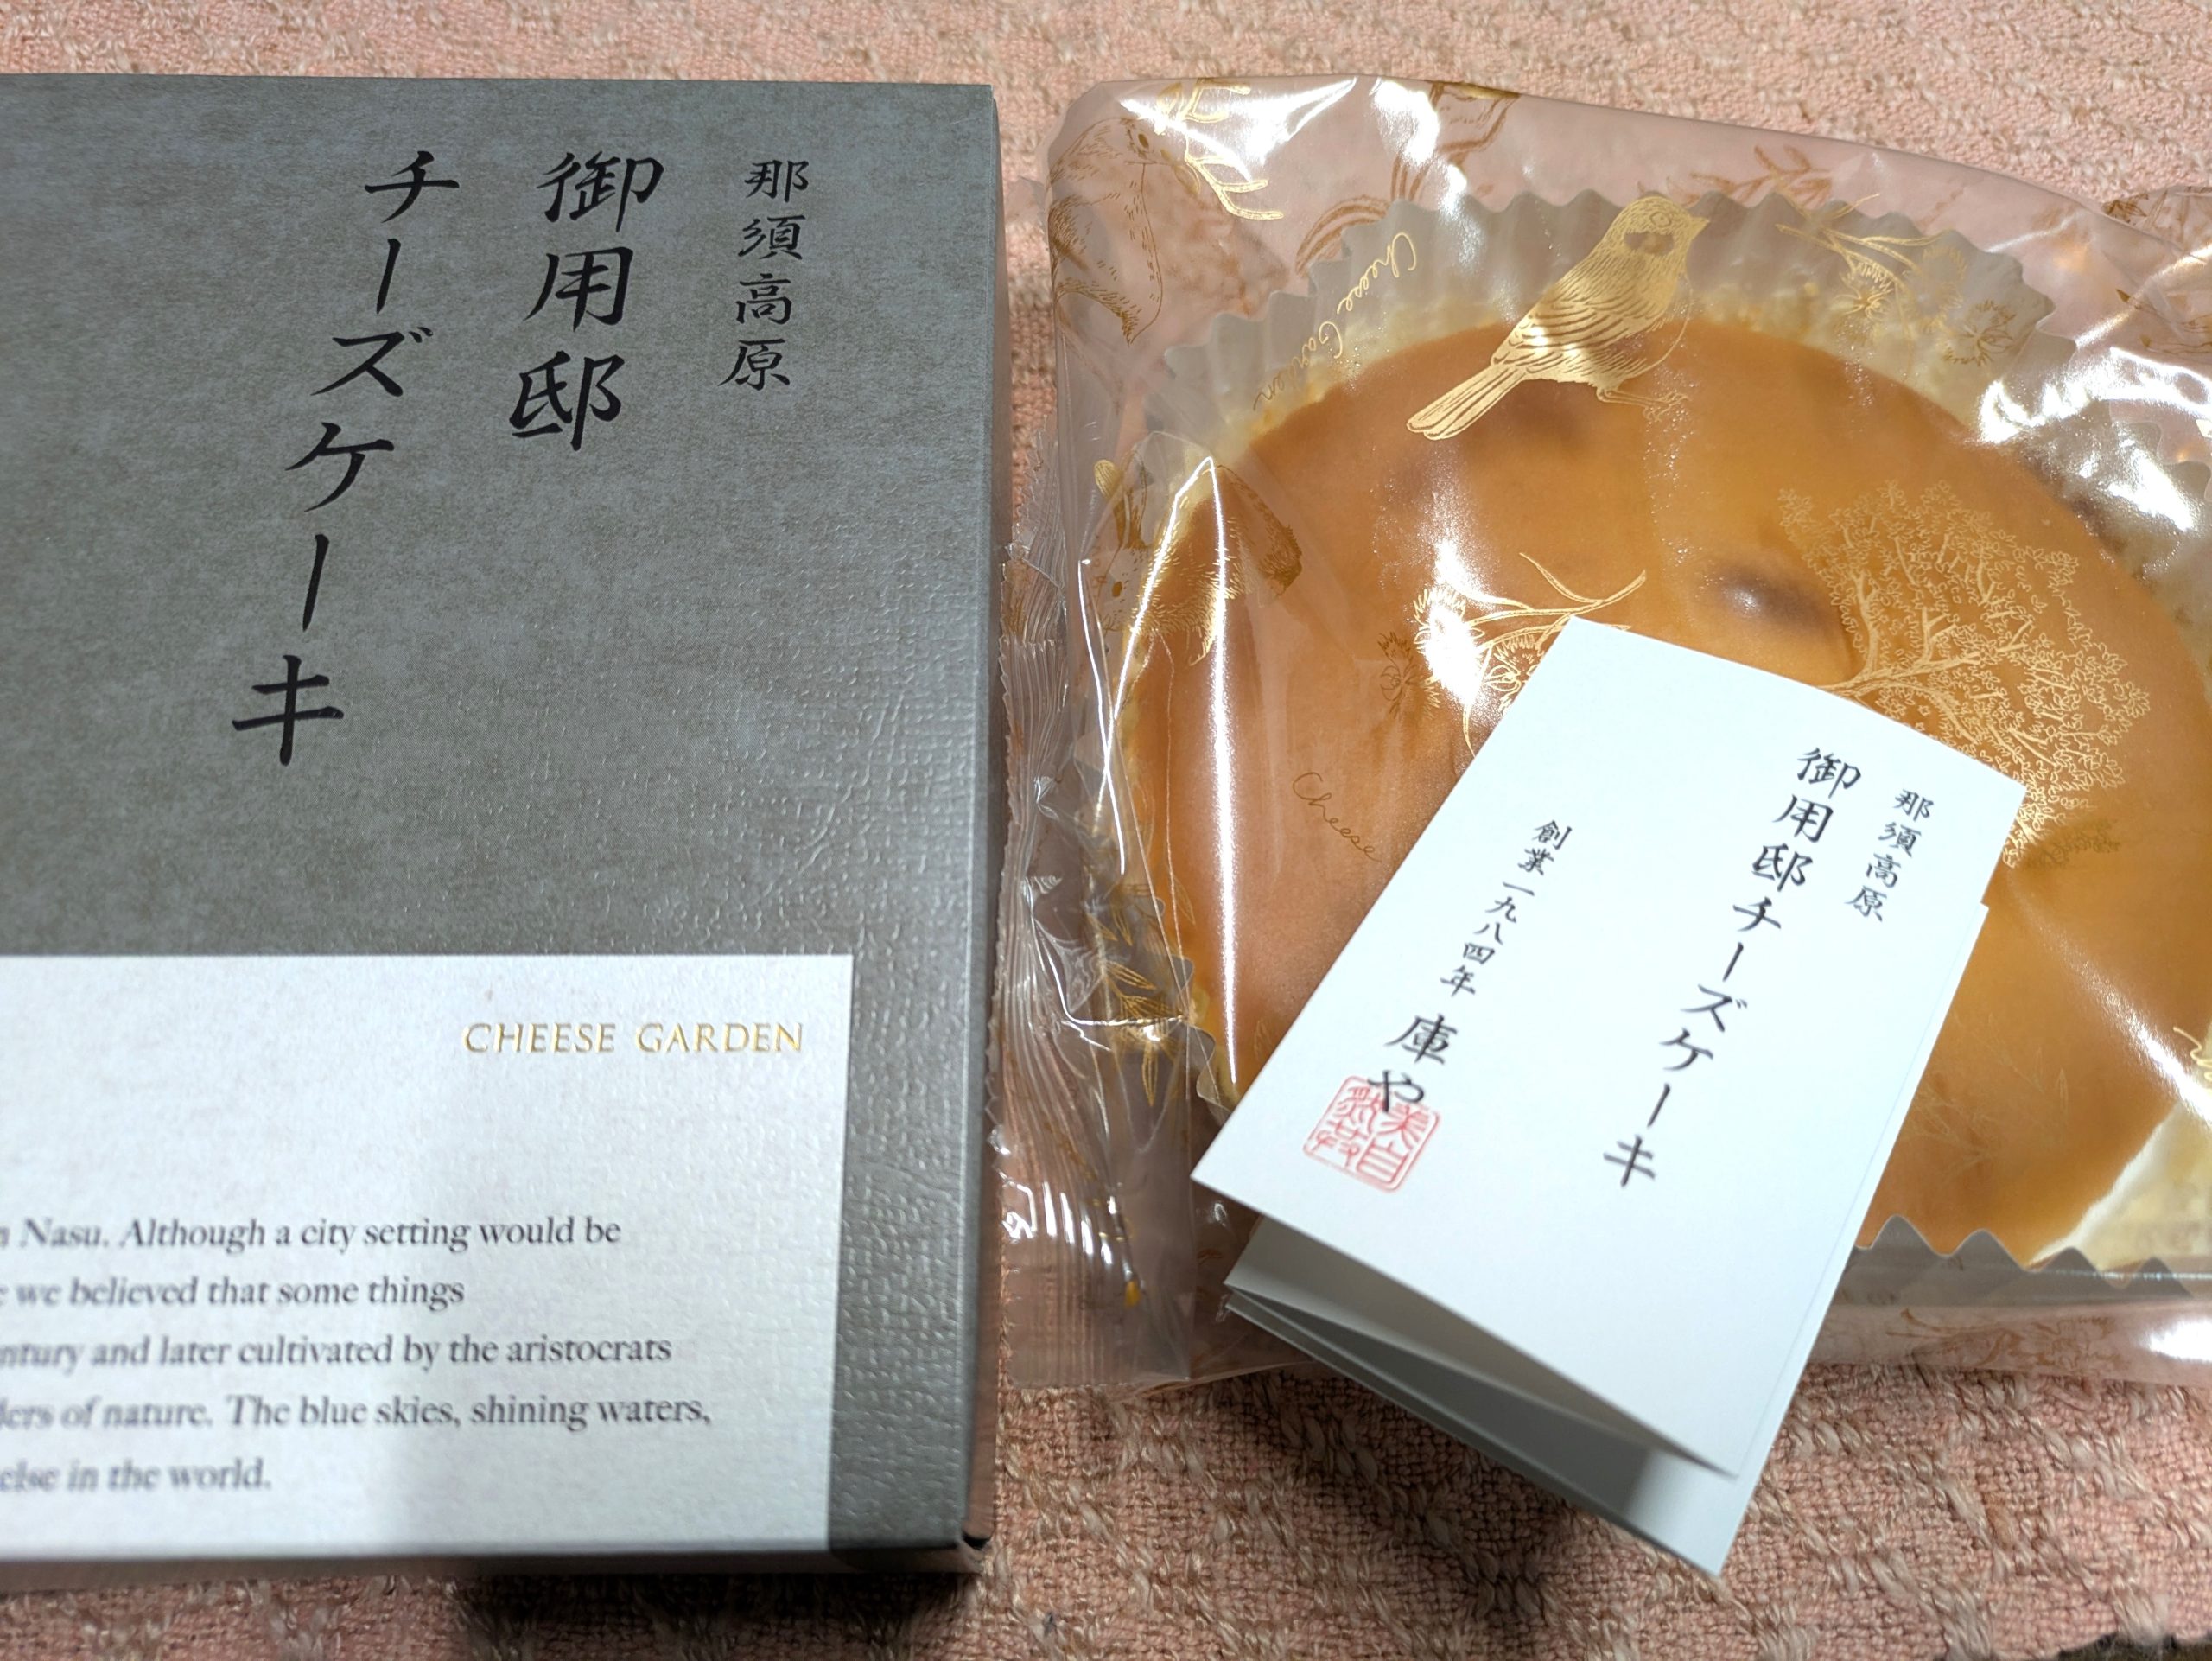 那須高原
御用邸
チーズケーキ
CHEESE GARDEN
Nasu. Although a city setting would be
we believed that some things
and later cultivated by the aristocrats
of nature. The blue skies, shining waters,
else in the world.
Cheese Garden
Cheese
那須高原
御用邸チーズケーキ
創業一九八四年 庫や